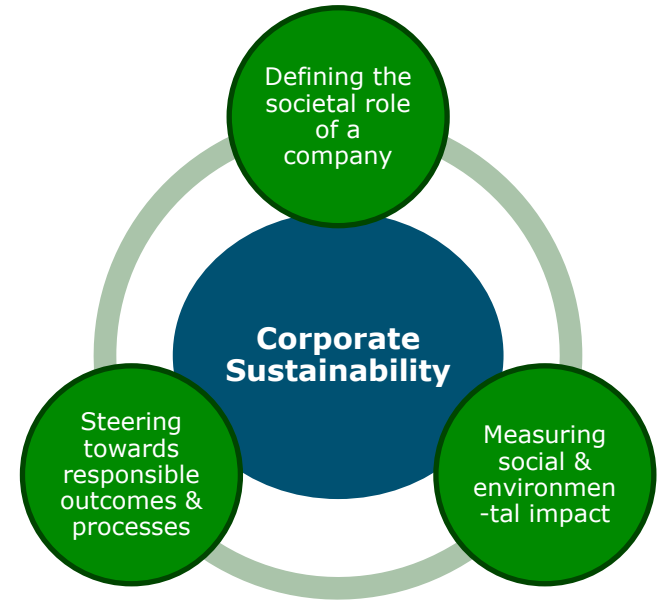 Defining the
societal role
of a
company
Corporate
Sustainability
Steering
towards
responsible
outcomes &
processes
Measuring
social &
environmen
-tal impact